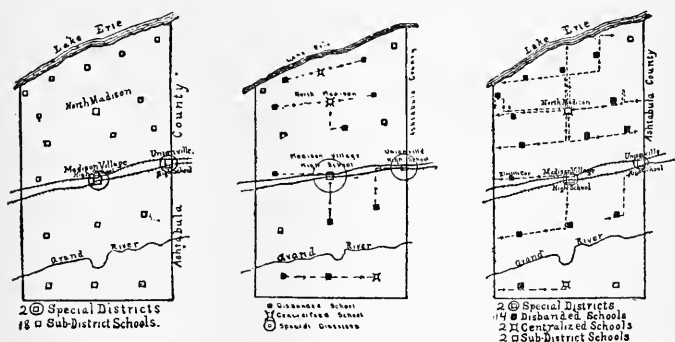 Lake Erie
North Madison
County
Ashtabula
Madison Village
High School
Unionville
High School
Grand River
2 Special Districts
18 Sub-District Schools.
Lake Erie
North Madison
Ashtabula County
Madison Village
High School
Unionville
High School
Grand River
Disbanded School
Centralized School
Special Districts
Lake Erie
North Madison
Ashtabula County
Madison Village
High School
Unionville
High School
Grand River
2 Special Districts
14 Disbanded Schools
2 Centralized Schools
2 Sub-District Schools